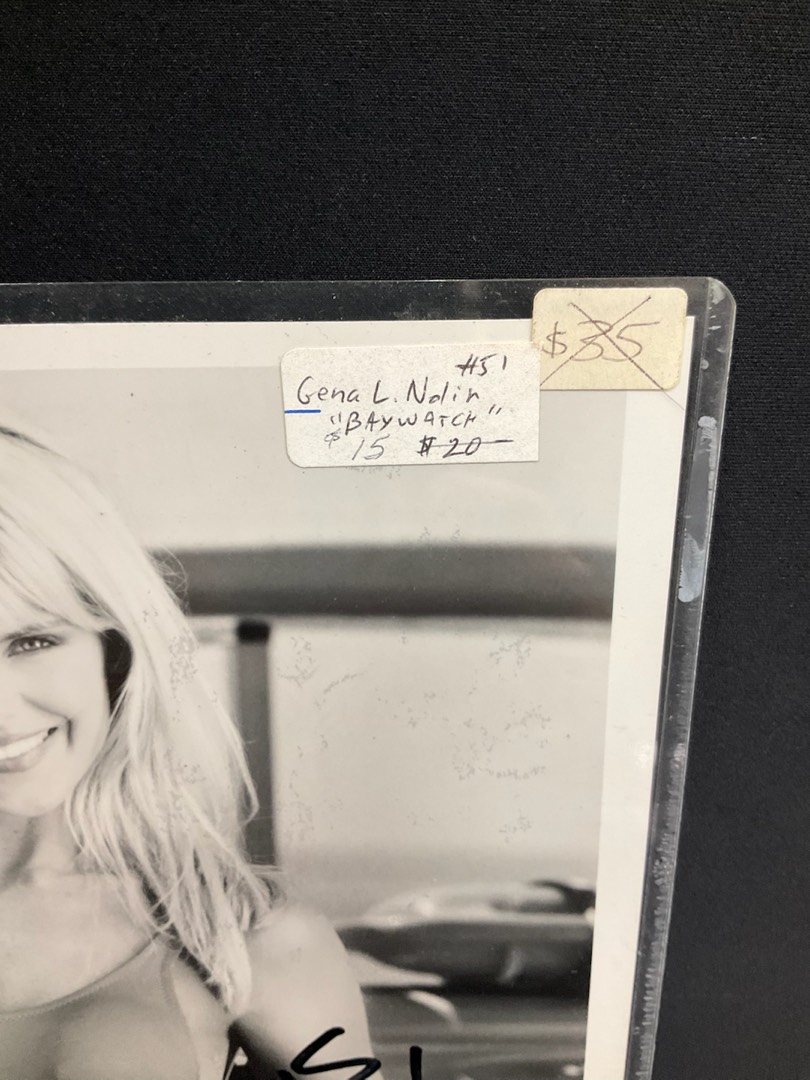 $35
#51
Gena L. Nolin
"BAYWATCH"
$15 $20